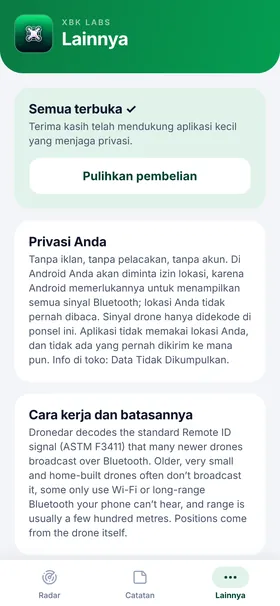 XBK LABS
Lainnya
Semua terbuka ✓
Terima kasih telah mendukung aplikasi kecil
yang menjaga privasi.
Pulihkan pembelian
Privasi Anda
Tanpa iklan, tanpa pelacakan, tanpa akun. Di
Android Anda akan diminta izin lokasi, karena
Android memerlukannya untuk menampilkan
semua sinyal Bluetooth; lokasi Anda tidak
pernah dibaca. Sinyal drone hanya didekode di
ponsel ini. Aplikasi tidak memakai lokasi Anda,
dan tidak ada yang pernah dikirim ke mana
pun. Info di toko: Data Tidak Dikumpulkan.
Cara kerja dan batasannya
Dronedar decodes the standard Remote ID
signal (ASTM F3411) that many newer drones
broadcast over Bluetooth. Older, very small
and home-built drones often don't broadcast
it, some only use Wi-Fi or long-range
Bluetooth your phone can't hear, and range is
usually a few hundred metres. Positions come
from the drone itself.
Radar
Catatan
Lainnya